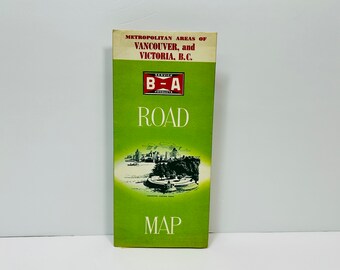 METROPOLITAN AREAS OF
VANCOUVER, and
VICTORIA, B.C.
B-A
ROAD
MAP